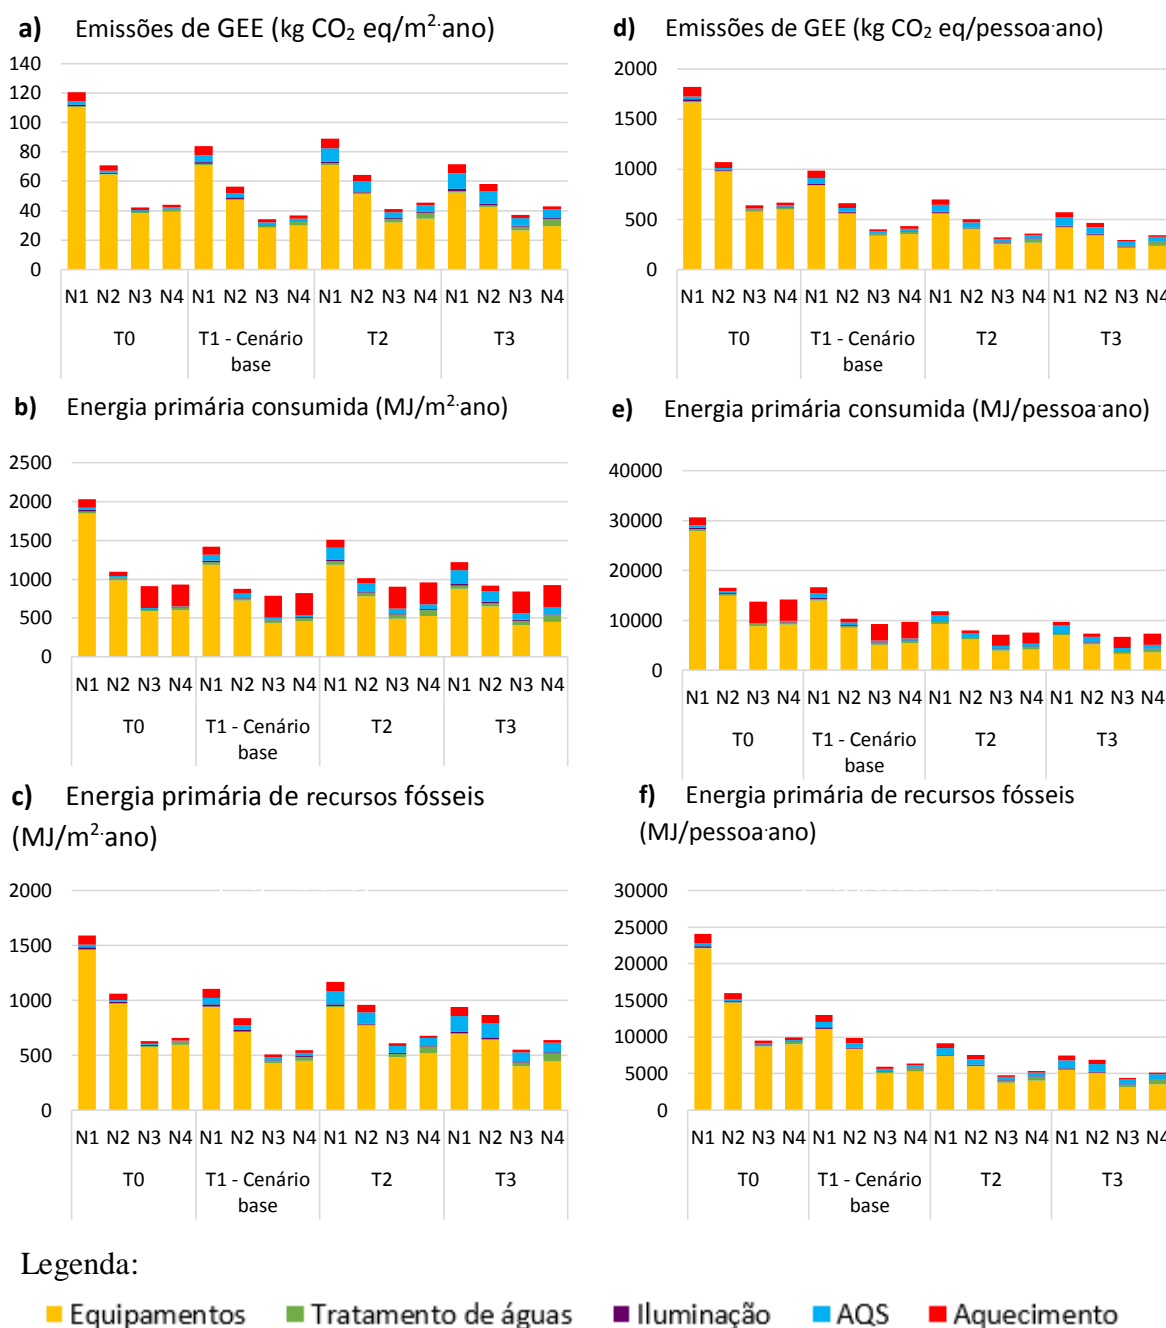 a) Emissões de GEE (kg CO₂ eq/m²·ano)
140
120
100
80
60
40
20
0
N1 N2 N3 N4 N1 N2 N3 N4 N1 N2 N3 N4 N1 N2 N3 N4
T0 T1 - Cenário base T2 T3
d) Emissões de GEE (kg CO₂ eq/pessoa·ano)
2000
1500
1000
500
0
N1 N2 N3 N4 N1 N2 N3 N4 N1 N2 N3 N4 N1 N2 N3 N4
T0 T1 - Cenário base T2 T3
b) Energia primária consumida (MJ/m²·ano)
2500
2000
1500
1000
500
0
N1 N2 N3 N4 N1 N2 N3 N4 N1 N2 N3 N4 N1 N2 N3 N4
T0 T1 - Cenário base T2 T3
e) Energia primária consumida (MJ/pessoa·ano)
40000
30000
20000
10000
0
N1 N2 N3 N4 N1 N2 N3 N4 N1 N2 N3 N4 N1 N2 N3 N4
T0 T1 - Cenário base T2 T3
c) Energia primária de recursos fósseis
(MJ/m²·ano)
2000
1500
1000
500
0
N1 N2 N3 N4 N1 N2 N3 N4 N1 N2 N3 N4 N1 N2 N3 N4
T0 T1 - Cenário base T2 T3
f) Energia primária de recursos fósseis
(MJ/pessoa·ano)
30000
25000
20000
15000
10000
5000
0
N1 N2 N3 N4 N1 N2 N3 N4 N1 N2 N3 N4 N1 N2 N3 N4
T0 T1 - Cenário base T2 T3
Legenda:
Equipamentos Tratamento de águas Iluminação AQS Aquecimento